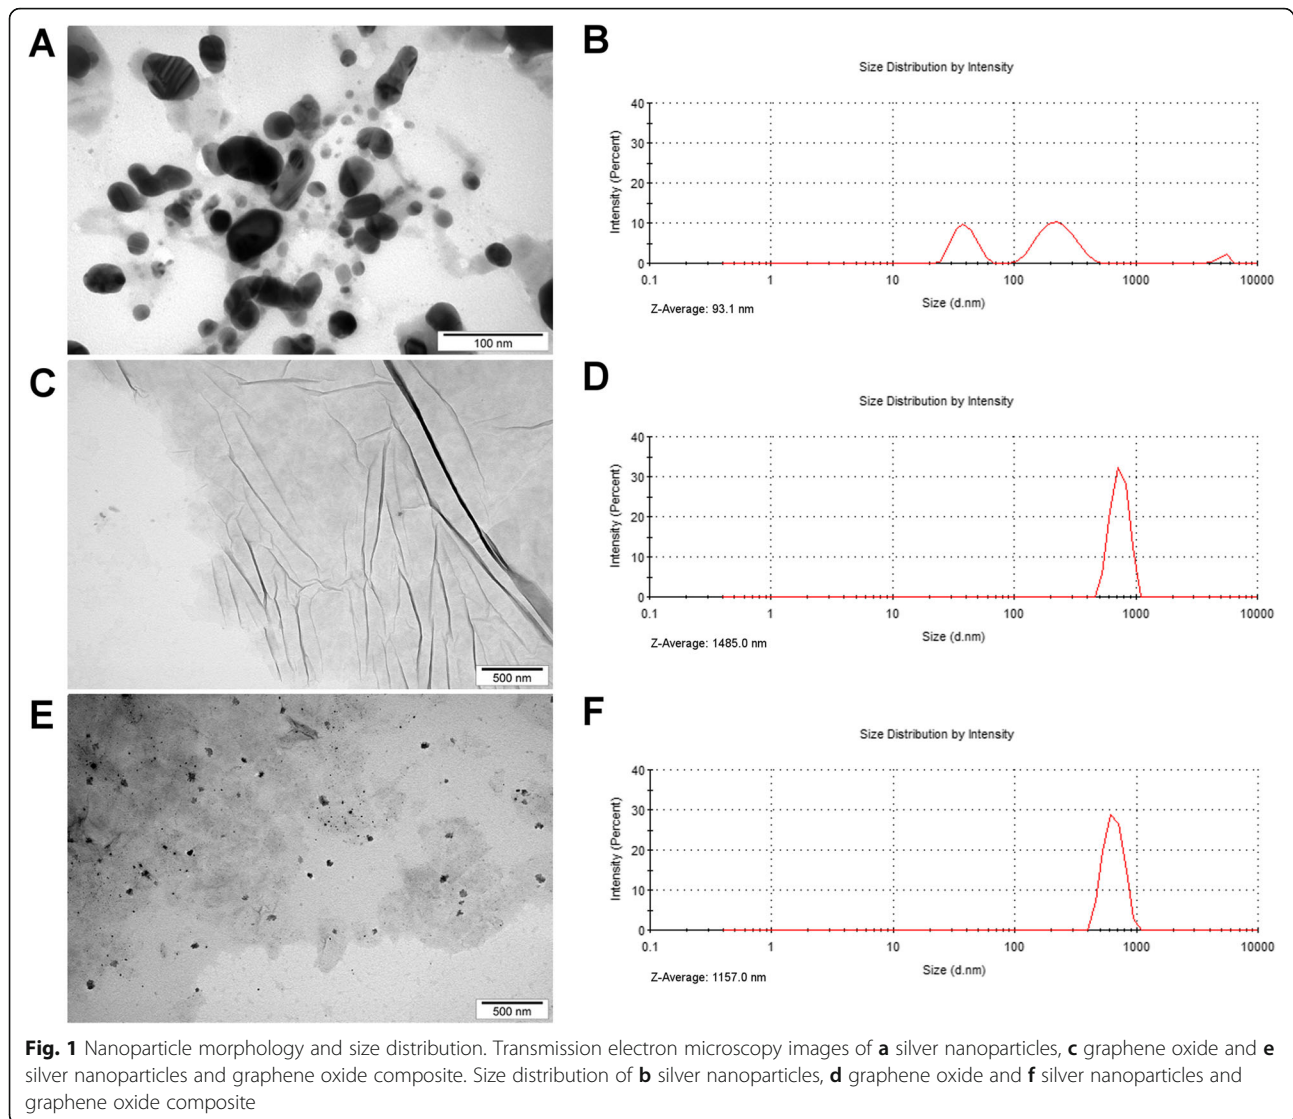 A
100 nm
B
Size Distribution by Intensity
Intensity (Percent)
40
30
20
10
0
0.1 1 10 100 1000 10000
Size (d.nm)
Z-Average: 93.1 nm
C
500 nm
D
Size Distribution by Intensity
Intensity (Percent)
40
30
20
10
0
0.1 1 10 100 1000 10000
Size (d.nm)
Z-Average: 1485.0 nm
E
500 nm
F
Size Distribution by Intensity
Intensity (Percent)
40
30
20
10
0
0.1 1 10 100 1000 10000
Size (d.nm)
Z-Average: 1157.0 nm
Fig. 1 Nanoparticle morphology and size distribution. Transmission electron microscopy images of a silver nanoparticles, c graphene oxide and e
silver nanoparticles and graphene oxide composite. Size distribution of b silver nanoparticles, d graphene oxide and f silver nanoparticles and
graphene oxide composite